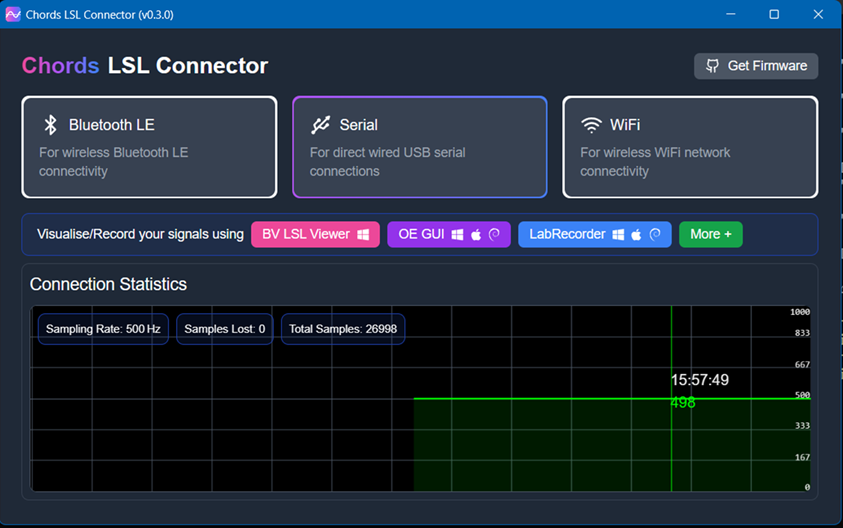 Chords LSL Connector (v0.3.0)
Chords LSL Connector
Get Firmware
Bluetooth LE
For wireless Bluetooth LE
connectivity
Serial
For direct wired USB serial
connections
WiFi
For wireless WiFi network
connectivity
Visualise/Record your signals using BV LSL Viewer OE GUI LabRecorder More +
Connection Statistics
Sampling Rate: 500 Hz Samples Lost: 0 Total Samples: 26998
1000
833
667
15:57:49
500
498
333
167
0